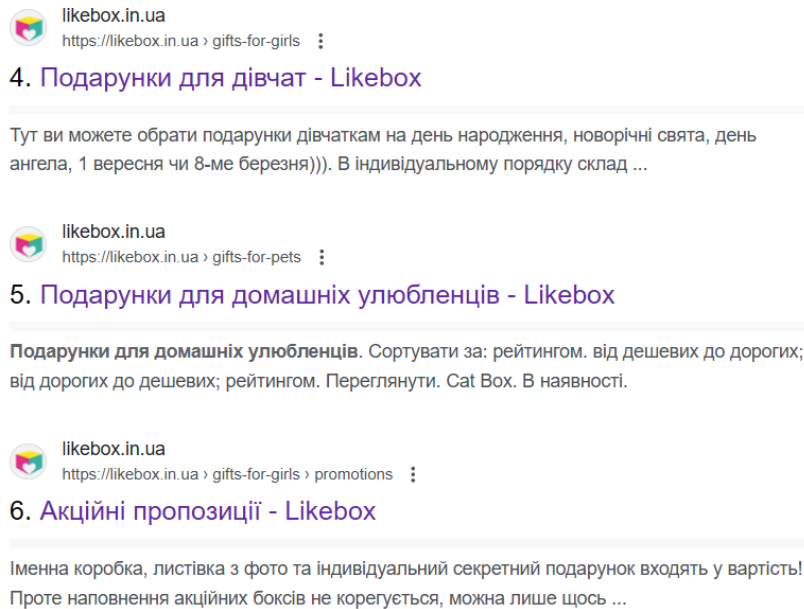 likebox.in.ua
https://likebox.in.ua › gifts-for-girls
4. Подарунки для дівчат - Likebox
Тут ви можете обрати подарунки дівчаткам на день народження, новорічні свята, день
ангела, 1 вересня чи 8-ме березня))). В індивідуальному порядку склад ...
likebox.in.ua
https://likebox.in.ua › gifts-for-pets
5. Подарунки для домашніх улюбленців - Likebox
Подарунки для домашніх улюбленців. Сортувати за: рейтингом. від дешевих до дорогих;
від дорогих до дешевих; рейтингом. Переглянути. Cat Box. В наявності.
likebox.in.ua
https://likebox.in.ua › gifts-for-girls › promotions
6. Акційні пропозиції - Likebox
Іменна коробка, листівка з фото та індивідуальний секретний подарунок входять у вартість!
Проте наповнення акційних боксів не корегується, можна лише щось ...